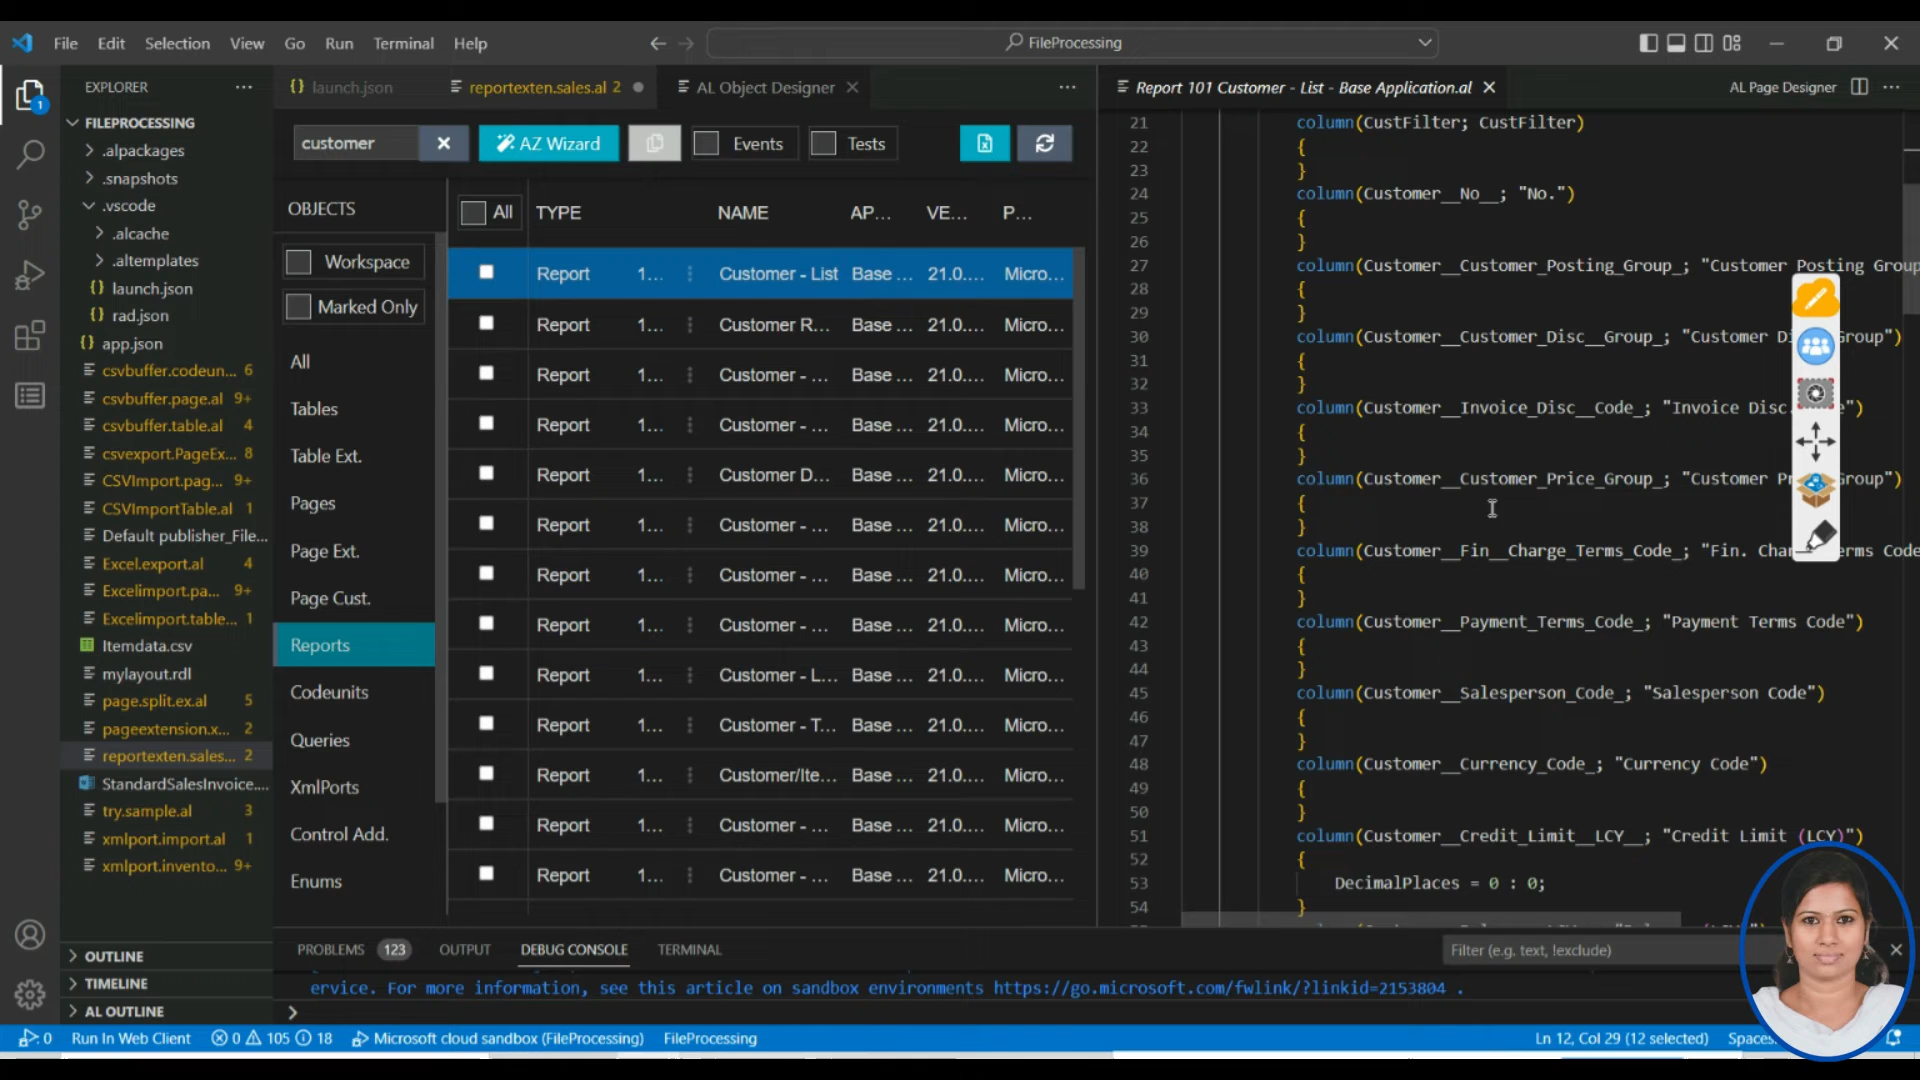 File Edit Selection View Go Run Terminal Help
FileProcessing
EXPLORER
FILEPROCESSING
.alpackages
.snapshots
.vscode
.alcache
.altemplates
launch.json
rad.json
app.json
csvbuffer.codeun... 6
csvbuffer.page.al 9+
csvbuffer.table.al 4
csvexport.PageEx... 8
CSVImport.pag... 9+
CSVImportTable.al 1
Default publisher_File...
Excel.export.al 4
Excelimport.pa... 9+
Excelimport.table... 1
Itemdata.csv
mylayout.rdl
page.split.ex.al 5
pageextension.x... 2
reportexten.sales... 2
StandardSalesInvoice....
try.sample.al 3
xmlport.import.al 1
xmlport.invento... 9+
OUTLINE
TIMELINE
AL OUTLINE
launch.json
reportexten.sales.al 2
AL Object Designer
customer
AZ Wizard
Events
Tests
OBJECTS
Workspace
Marked Only
All
Tables
Table Ext.
Pages
Page Ext.
Page Cust.
Reports
Codeunits
Queries
XmlPorts
Control Add.
Enums
All TYPE NAME AP... VE... P...
Report 1... Customer - List Base ... 21.0.... Micro...
Report 1... Customer R... Base ... 21.0.... Micro...
Report 1... Customer - ... Base ... 21.0.... Micro...
Report 1... Customer - ... Base ... 21.0.... Micro...
Report 1... Customer D... Base ... 21.0.... Micro...
Report 1... Customer - ... Base ... 21.0.... Micro...
Report 1... Customer - ... Base ... 21.0.... Micro...
Report 1... Customer - ... Base ... 21.0.... Micro...
Report 1... Customer - L... Base ... 21.0.... Micro...
Report 1... Customer - T... Base ... 21.0.... Micro...
Report 1... Customer/Ite... Base ... 21.0.... Micro...
Report 1... Customer - ... Base ... 21.0.... Micro...
Report 1... Customer - ... Base ... 21.0.... Micro...
Report 101 Customer - List - Base Application.al
AL Page Designer
21 column(CustFilter; CustFilter)
22 {
23 }
24 column(Customer__No__; "No.")
25 {
26 }
27 column(Customer__Customer_Posting_Group_; "Customer Posting Group
28 {
29 }
30 column(Customer__Customer_Disc__Group_; "Customer Di Group")
31 {
32 }
33 column(Customer__Invoice_Disc__Code_; "Invoice Disc. e")
34 {
35 }
36 column(Customer__Customer_Price_Group_; "Customer Pr Group")
37 {
38 }
39 column(Customer__Fin__Charge_Terms_Code_; "Fin. Char erms Code
40 {
41 }
42 column(Customer__Payment_Terms_Code_; "Payment Terms Code")
43 {
44 }
45 column(Customer__Salesperson_Code_; "Salesperson Code")
46 {
47 }
48 column(Customer__Currency_Code_; "Currency Code")
49 {
50 }
51 column(Customer__Credit_Limit__LCY__; "Credit Limit (LCY)")
52 {
53 DecimalPlaces = 0 : 0;
54 }
PROBLEMS 123 OUTPUT DEBUG CONSOLE TERMINAL
Filter (e.g. text, !exclude)
ervice. For more information, see this article on sandbox environments https://go.microsoft.com/fwlink/?linkid=2153804 .
0 Run In Web Client 0 105 18 Microsoft cloud sandbox (FileProcessing) FileProcessing Ln 12, Col 29 (12 selected) Spaces:
1